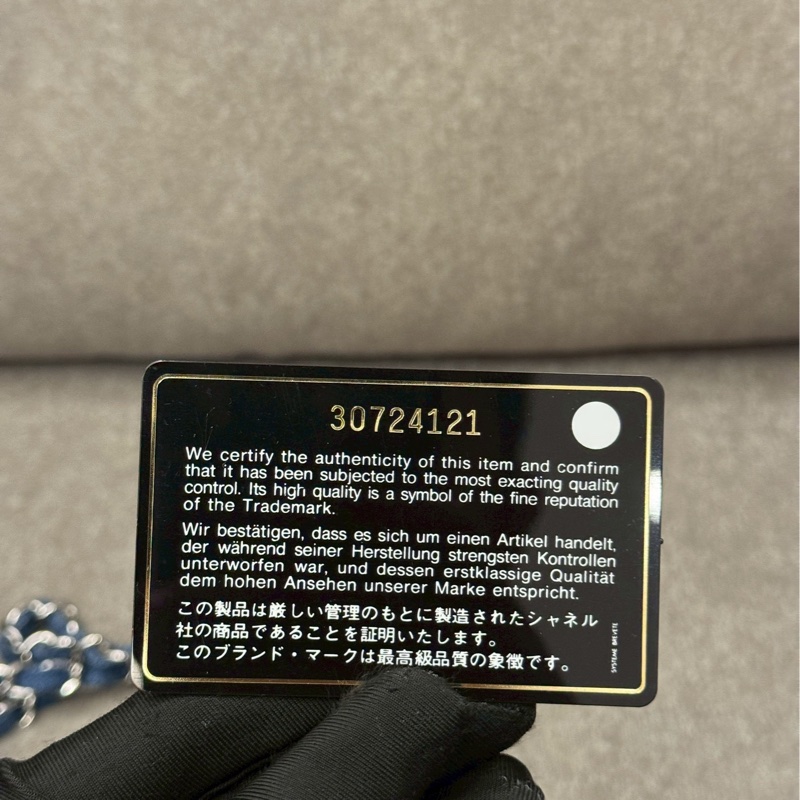 30724121
We certify the authenticity of this item and confirm
that it has been subjected to the most exacting quality
control. Its high quality is a symbol of the fine reputation
of the Trademark.
Wir bestätigen, dass es sich um einen Artikel handelt,
der während seiner Herstellung strengsten Kontrollen
unterworfen war, und dessen erstklassige Qualität
dem hohen Ansehen unserer Marke entspricht.
この製品は厳しい管理のもとに製造されたシャネル
社の商品であることを証明いたします。
このブランド・マークは最高級品質の象徴です。
SYSTEME BREVETE